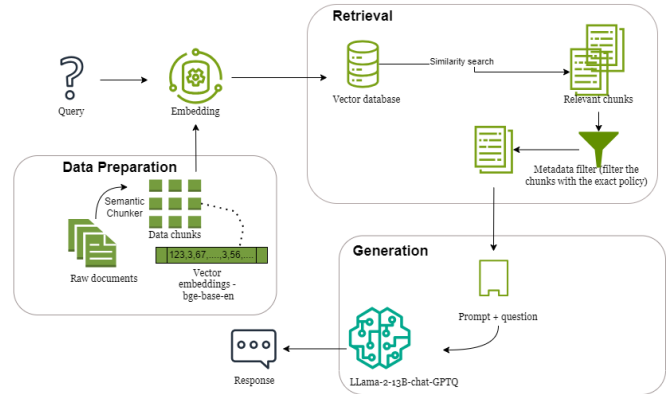 Retrieval
Similarity search
Query
Embedding
Vector database
Relevant chunks
Data Preparation
Semantic
Chunker
Metadata filter (filter the
chunks with the exact policy)
Data chunks
123,3,67,....,3,56,....
Raw documents
Vector
embeddings -
bge-base-en
Generation
Prompt + question
Response
LLama-2-13B-chat-GPTQ